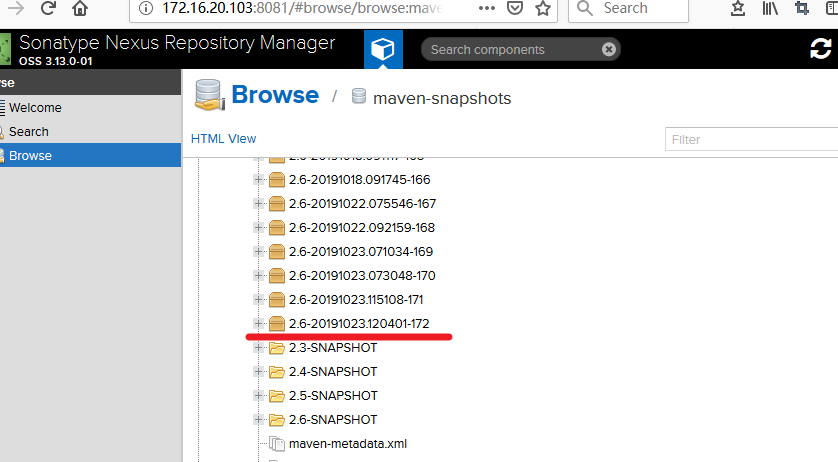 172.16.20.103:8081/#browse/browse:mave
Search
Sonatype Nexus Repository Manager
OSS 3.13.0-01
Search components
se
Welcome
Search
Browse
Browse / maven-snapshots
HTML View
Filter
2.6-20191018.091745-166
2.6-20191022.075546-167
2.6-20191022.092159-168
2.6-20191023.071034-169
2.6-20191023.073048-170
2.6-20191023.115108-171
2.6-20191023.120401-172
2.3-SNAPSHOT
2.4-SNAPSHOT
2.5-SNAPSHOT
2.6-SNAPSHOT
maven-metadata.xml